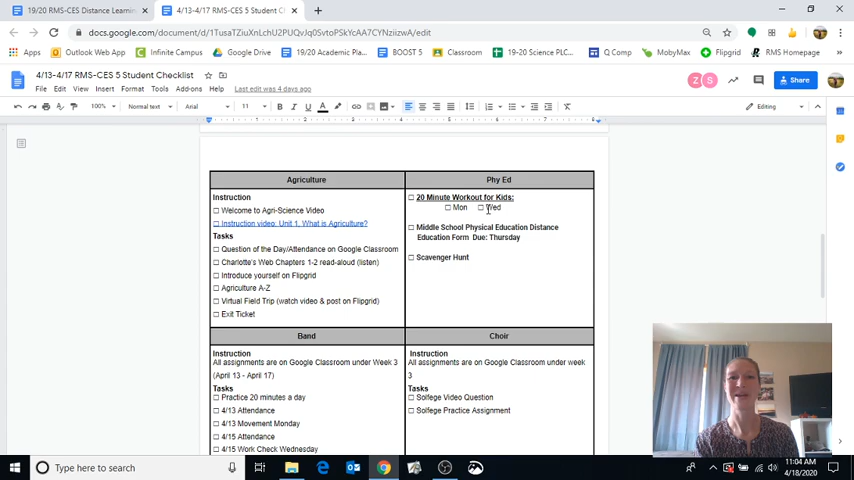 19/20 RMS-CES Distance Learnin
4/13-4/17 RMS-CES 5 Student Ch
docs.google.com/document/d/1TusaTZiuXnLchU2PUQvJq0SvtoPSkYcAA7CYNziizwA/edit
Apps
Outlook Web App
Infinite Campus
Google Drive
19/20 Academic Pla...
BOOST 5
Classroom
19-20 Science PLC...
Q Comp
MobyMax
Flipgrid
RMS Homepage
4/13-4/17 RMS-CES 5 Student Checklist
File Edit View Insert Format Tools Add-ons Help Last edit was 4 days ago
Z S
Share
100% Normal text Arial 11 Editing
1 2 3 4 5 6 7 8
Agriculture
Instruction
Welcome to Agri-Science Video
Instruction video, Unit 1, What is Agriculture?
Tasks
Question of the Day/Attendance on Google Classroom
Charlotte's Web Chapters 1-2 read-aloud (listen)
Introduce yourself on Flipgrid
Agriculture A-Z
Virtual Field Trip (watch video & post on Flipgrid)
Exit Ticket
Phy Ed
20 Minute Workout for Kids:
Mon Wed
Middle School Physical Education Distance
Education Form Due: Thursday
Scavenger Hunt
Band
Instruction
All assignments are on Google Classroom under Week 3
(April 13 - April 17)
Tasks
Practice 20 minutes a day
4/13 Attendance
4/13 Movement Monday
4/15 Attendance
4/15 Work Check Wednesday
Choir
Instruction
All assignments are on Google Classroom under week
3
Tasks
Solfege Video Question
Solfege Practice Assignment
Type here to search
11:04 AM
4/18/2020